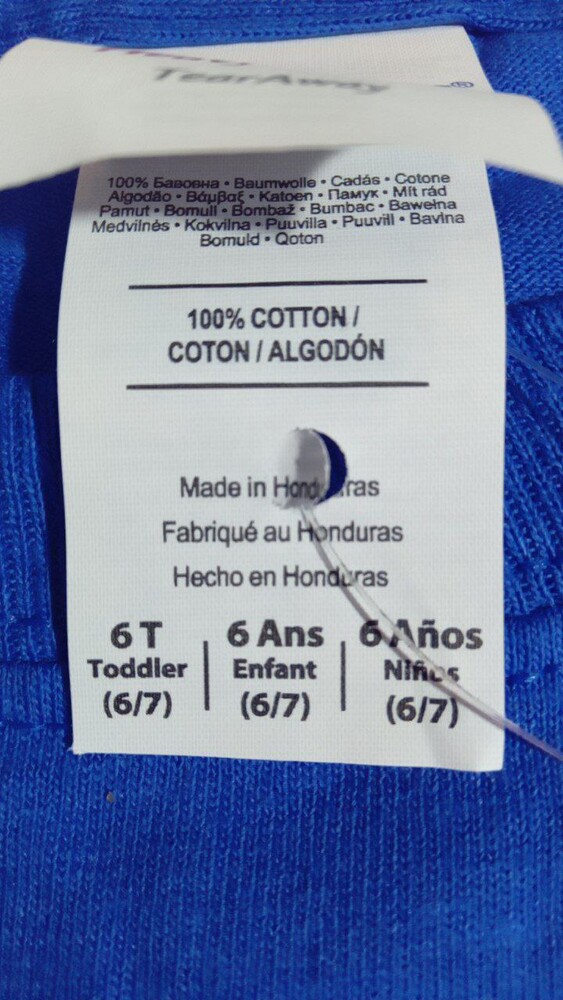 TearAway
®
100% Бавовна • Baumwolle • Cadás • Cotone
Algodão • Βάμβαξ • Katoen • Памук • Mît rád
Pamut • Bomull • Bombaž • Bumbac • Bawełna
Medvilnės • Kokvilna • Puuvilla • Puuvill • Bavlna
Bomuld • Qoton
100% COTTON /
COTON / ALGODÓN
Made in Honduras
Fabriqué au Honduras
Hecho en Honduras
6 T | 6 Ans | 6 Años
Toddler | Enfant | Niños
(6/7) | (6/7) | (6/7)